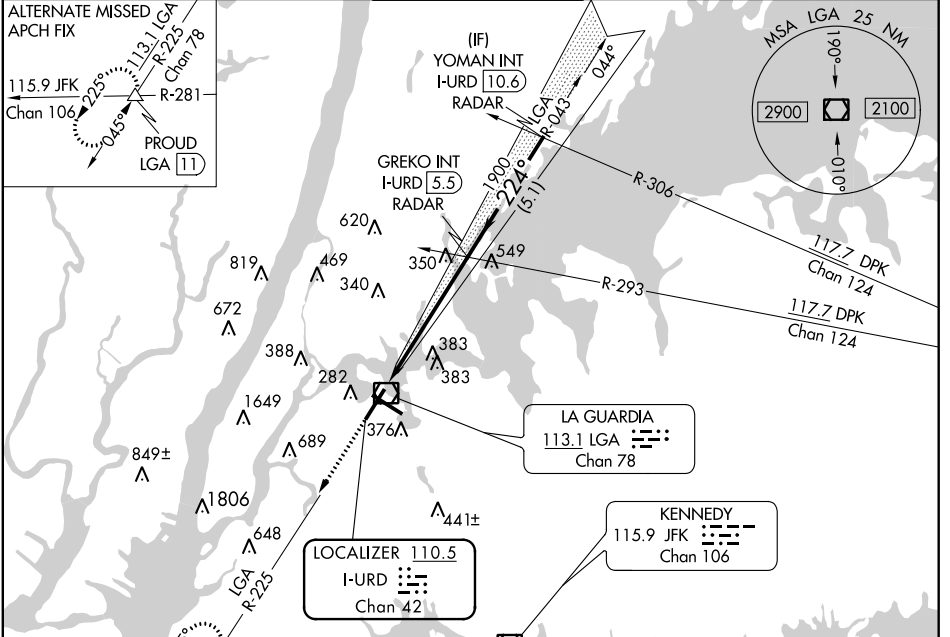 ALTERNATE MISSED
APCH FIX
113.1 LGA
R-225
Chan 78
115.9 JFK
Chan 106
225°
045°
R-281
PROUD
LGA 11
(IF)
YOMAN INT
I-URD 10.6
RADAR
LGA
R-043
044°
MSA LGA 25 NM
190°
2900
2100
010°
GREKO INT
I-URD 5.5
RADAR
1900
224°
(5.1)
R-306
117.7 DPK
Chan 124
R-293
117.7 DPK
Chan 124
620
819
469
350
549
340
672
388
383
383
282
1649
376
689
849±
1806
441±
648
LA GUARDIA
113.1 LGA
Chan 78
KENNEDY
115.9 JFK
Chan 106
LOCALIZER 110.5
I-URD
Chan 42
LGA
R-225